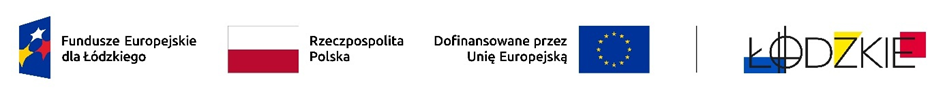 Fundusze Europejskie
dla Łódzkiego
Rzeczpospolita
Polska
Dofinansowane przez
Unię Europejską
ŁÓDZKIE